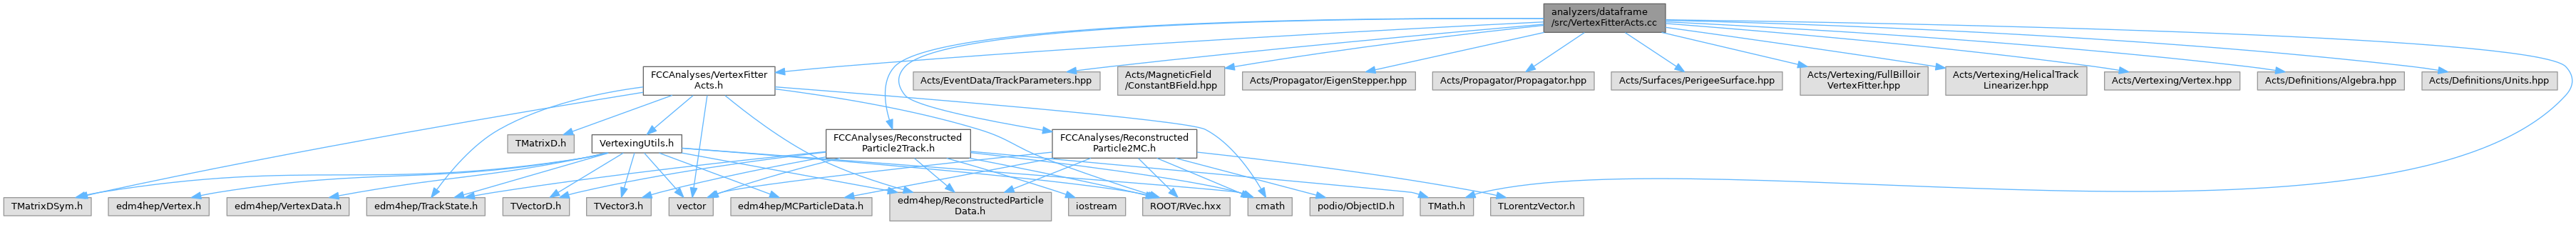 analyzers/dataframe
/src/VertexFitterActs.cc
FCCAnalyses/VertexFitter
Acts.h
Acts/EventData/TrackParameters.hpp
Acts/MagneticField
/ConstantBField.hpp
Acts/Propagator/EigenStepper.hpp
Acts/Propagator/Propagator.hpp
Acts/Surfaces/PerigeeSurface.hpp
Acts/Vertexing/FullBilloir
VertexFitter.hpp
Acts/Vertexing/HelicalTrack
Linearizer.hpp
Acts/Vertexing/Vertex.hpp
Acts/Definitions/Algebra.hpp
Acts/Definitions/Units.hpp
TMatrixD.h
VertexingUtils.h
FCCAnalyses/Reconstructed
Particle2Track.h
FCCAnalyses/Reconstructed
Particle2MC.h
TMatrixDSym.h
edm4hep/Vertex.h
edm4hep/VertexData.h
edm4hep/TrackState.h
TVectorD.h
TVector3.h
vector
edm4hep/MCParticleData.h
edm4hep/ReconstructedParticle
Data.h
iostream
ROOT/RVec.hxx
cmath
podio/ObjectID.h
TMath.h
TLorentzVector.h